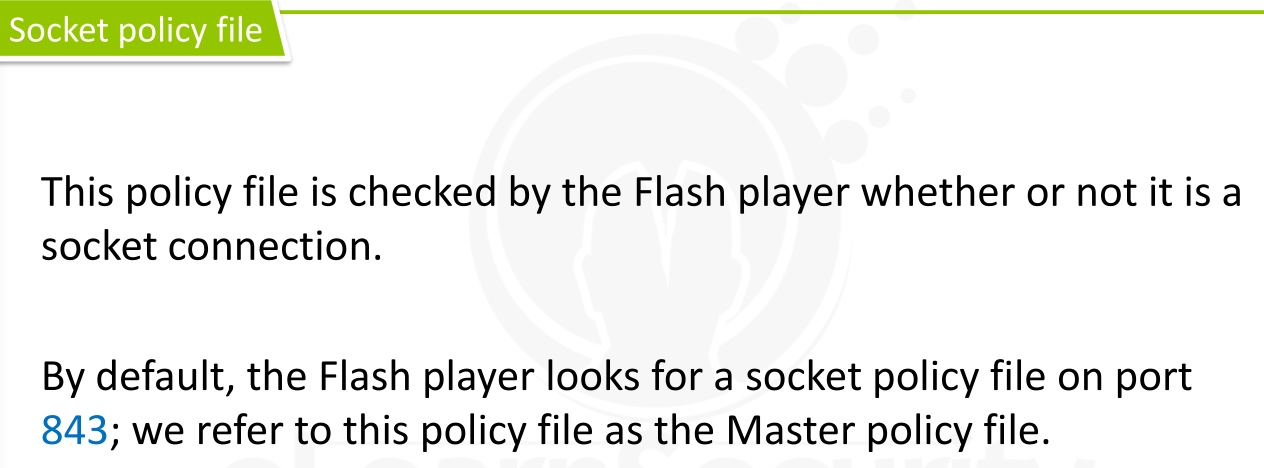 Socket policy file
This policy file is checked by the Flash player whether or not it is a
socket connection.
By default, the Flash player looks for a socket policy file on port
843; we refer to this policy file as the Master policy file.